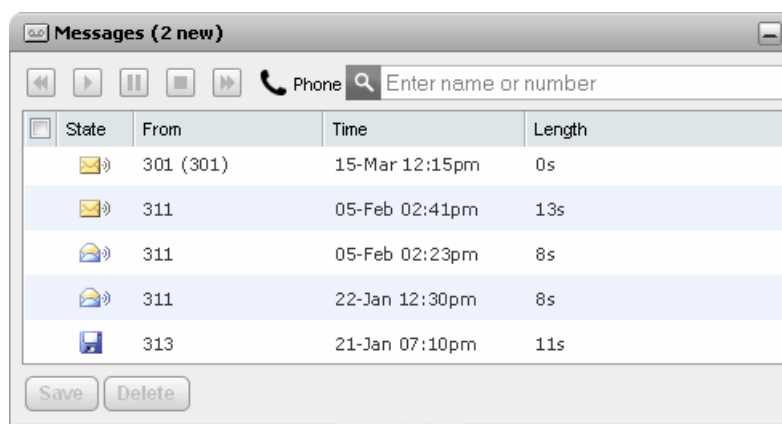 Messages (2 new)
Phone Enter name or number
State From Time Length
301 (301) 15-Mar 12:15pm 0s
311 05-Feb 02:41pm 13s
311 05-Feb 02:23pm 8s
311 22-Jan 12:30pm 8s
313 21-Jan 07:10pm 11s
Save Delete